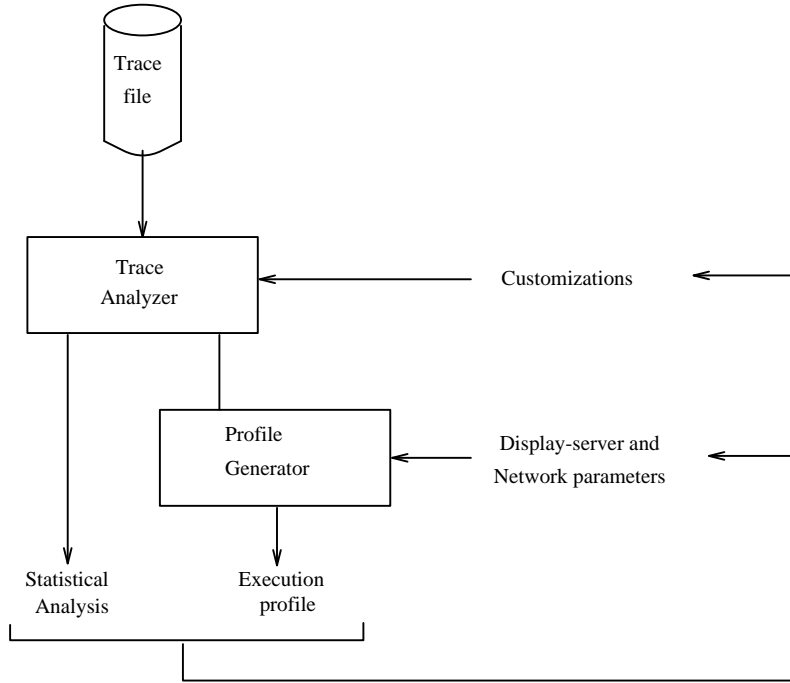 Trace
file
Trace
Analyzer
Customizations
Profile
Generator
Display-server and
Network parameters
Statistical
Analysis
Execution
profile